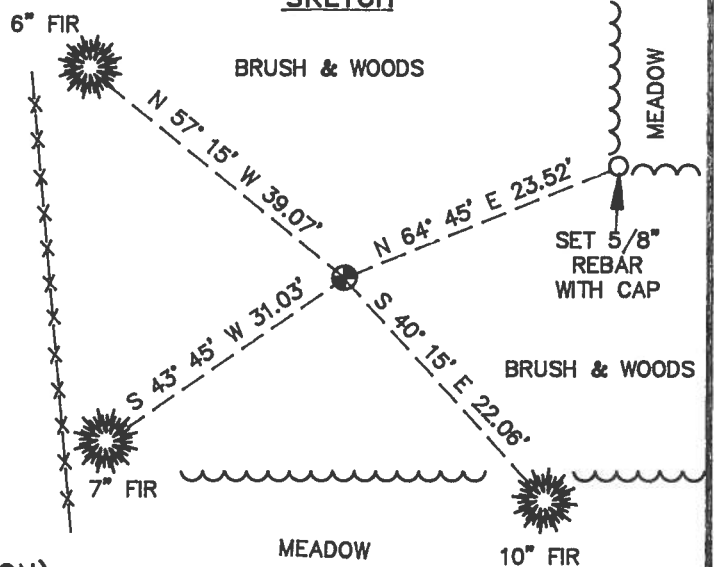 SKETCH
6" FIR
BRUSH & WOODS
MEADOW
N 57° 15' W 39.07'
N 64° 45' E 23.52'
SET 5/8"
REBAR
WITH CAP
S 43° 45' W 31.03'
S 40° 15' E 22.06'
BRUSH & WOODS
7" FIR
MEADOW
10" FIR